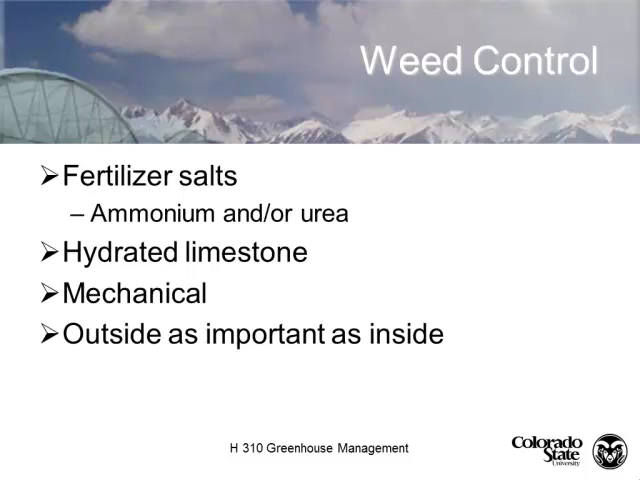 Weed Control
➢Fertilizer salts
– Ammonium and/or urea
➢Hydrated limestone
➢Mechanical
➢Outside as important as inside
H 310 Greenhouse Management
Colorado
State
University